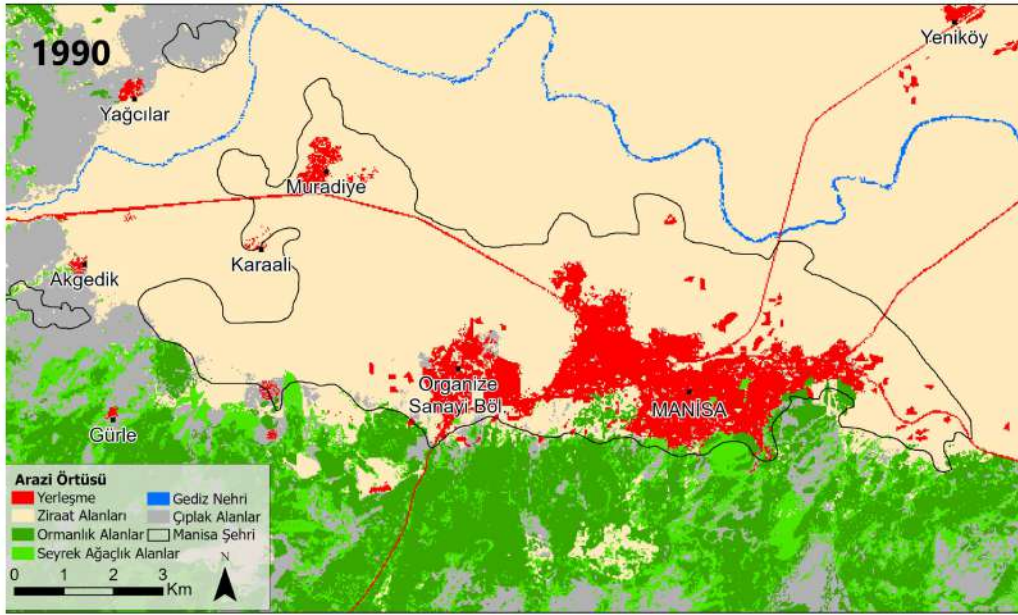 1990
Yeniköy
Yağcılar
Muradiye
Karaali
Akgedik
Organize
Sanayi Böl
MANİSA
Gürle
Arazi Örtüsü
Yerleşme
Gediz Nehri
Ziraat Alanları
Çıplak Alanlar
Ormanlık Alanlar
Manisa Şehri
Seyrek Ağaçlık Alanlar
N
0 1 2 3
Km